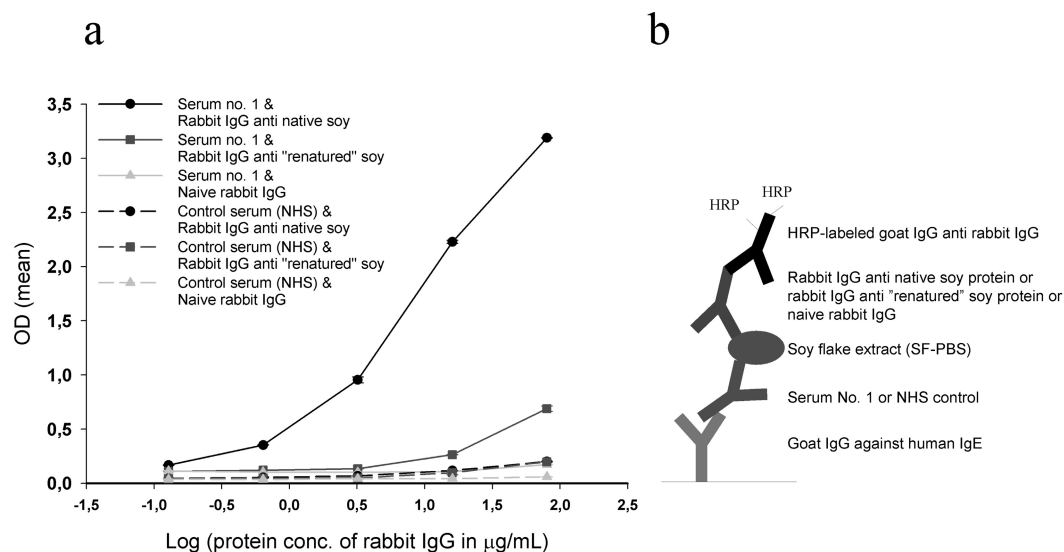 a
b
3,5
3,0
2,5
2,0
1,5
1,0
0,5
0,0
OD (mean)
Serum no. 1 &
Rabbit IgG anti native soy
Serum no. 1 &
Rabbit IgG anti "renatured" soy
Serum no. 1 &
Naive rabbit IgG
Control serum (NHS) &
Rabbit IgG anti native soy
Control serum (NHS) &
Rabbit IgG anti "renatured" soy
Control serum (NHS) &
Naive rabbit IgG
-1,5 -1,0 -0,5 0,0 0,5 1,0 1,5 2,0 2,5
Log (protein conc. of rabbit IgG in μg/mL)
HRP
HRP
HRP-labeled goat IgG anti rabbit IgG
Rabbit IgG anti native soy protein or
rabbit IgG anti ”renatured” soy protein or
naive rabbit IgG
Soy flake extract (SF-PBS)
Serum No. 1 or NHS control
Goat IgG against human IgE